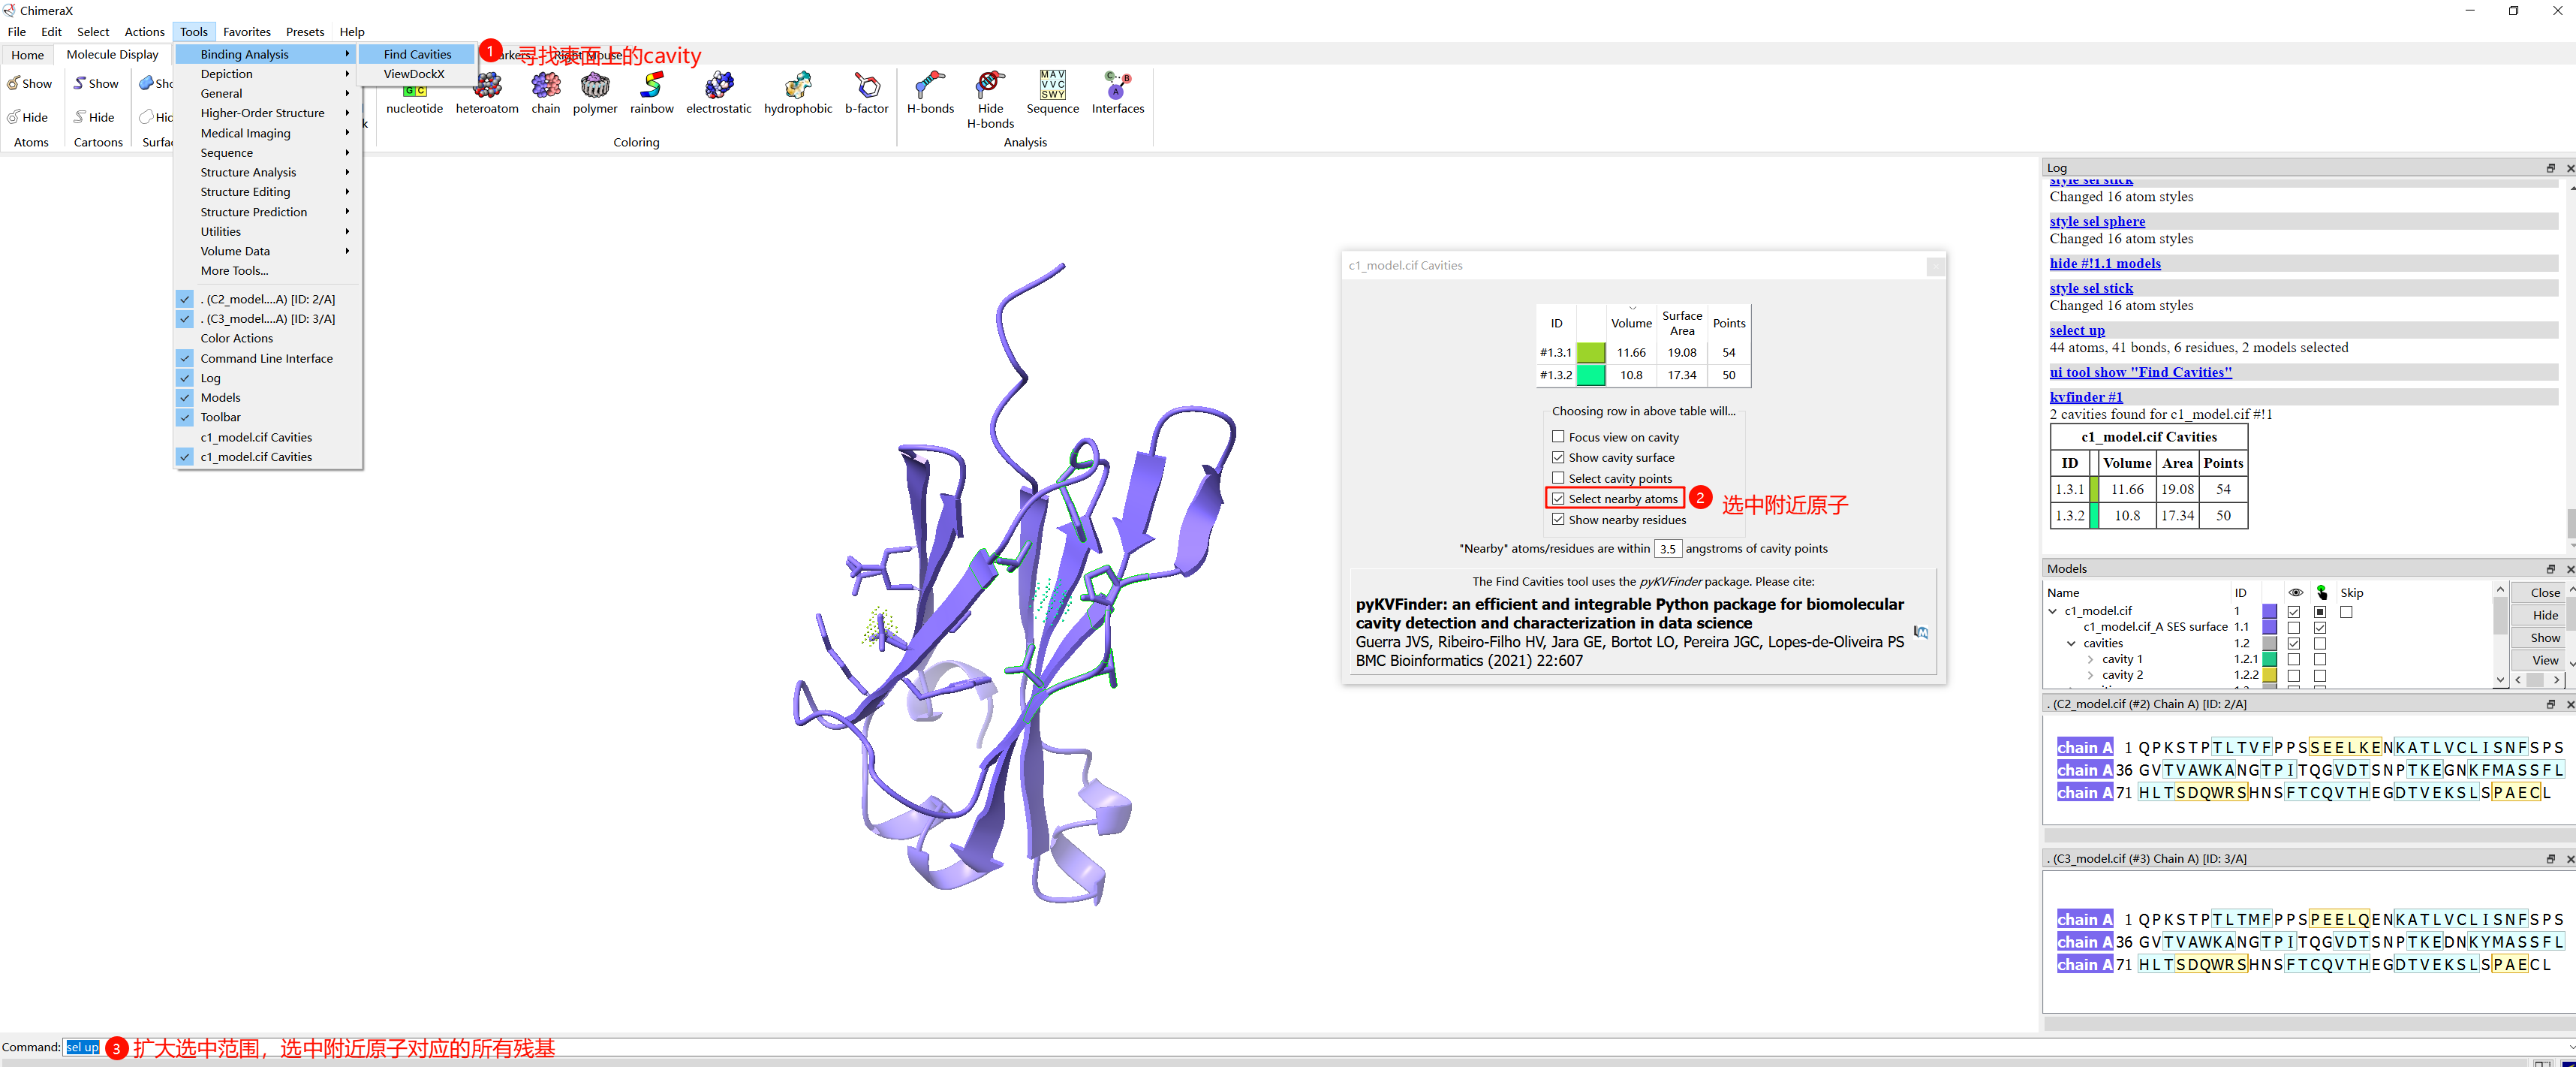 ChimeraX
File Edit Select Actions Tools Favorites Presets Help
Home Molecule Display
Binding Analysis
Find Cavities
1 寻找表面上的cavity
Right Mouse
ViewDockX
Depiction
General
Higher-Order Structure
Medical Imaging
Sequence
Structure Analysis
Structure Editing
Structure Prediction
Utilities
Volume Data
More Tools...
. (C2_model....A) [ID: 2/A]
. (C3_model....A) [ID: 3/A]
Color Actions
Command Line Interface
Log
Models
Toolbar
c1_model.cif Cavities
c1_model.cif Cavities
Show Show
Hide Hide
Atoms Cartoons
nucleotide heteroatom chain polymer rainbow electrostatic hydrophobic b-factor
Coloring
H-bonds Hide H-bonds Sequence Interfaces
Analysis
c1_model.cif Cavities
ID Volume Surface Area Points
#1.3.1 11.66 19.08 54
#1.3.2 10.8 17.34 50
Choosing row in above table will...
Focus view on cavity
Show cavity surface
Select cavity points
Select nearby atoms 2 选中附近原子
Show nearby residues
"Nearby" atoms/residues are within 3.5 angstroms of cavity points
The Find Cavities tool uses the pyKVFinder package. Please cite:
pyKVFinder: an efficient and integrable Python package for biomolecular
cavity detection and characterization in data science
Guerra JVS, Ribeiro-Filho HV, Jara GE, Bortot LO, Pereira JGC, Lopes-de-Oliveira PS
BMC Bioinformatics (2021) 22:607
Log
style sel stick
Changed 16 atom styles
style sel sphere
Changed 16 atom styles
hide #!1.1 models
style sel stick
Changed 16 atom styles
select up
44 atoms, 41 bonds, 6 residues, 2 models selected
ui tool show "Find Cavities"
kvfinder #1
2 cavities found for c1_model.cif #!1
c1_model.cif Cavities
ID Volume Area Points
1.3.1 11.66 19.08 54
1.3.2 10.8 17.34 50
Models
Name ID Skip
c1_model.cif 1
c1_model.cif_A SES surface 1.1
cavities 1.2
cavity 1 1.2.1
cavity 2 1.2.2
Close
Hide
Show
View
. (C2_model.cif (#2) Chain A) [ID: 2/A]
chain A 1 QPKSTPTLTVFPPSSEELKENKATLVCLISNFSPS
chain A 36 GVTVAWKANGTPITQGVDTSNPTKEGNKFMASSFL
chain A 71 HLTSDQWRSHNSFTCQVTHEGDTVEKSLSPAECL
. (C3_model.cif (#3) Chain A) [ID: 3/A]
chain A 1 QPKSTPTLTMFPPSPEELQENKATLVCLISNFSPS
chain A 36 GVTVAWKANGTPITQGVDTSNPTKEDNKYMASSFL
chain A 71 HLTSDQWRSHNSFTCQVTHEGDTVEKSLSPAECL
Command: sel up 3 扩大选中范围，选中附近原子对应的所有残基